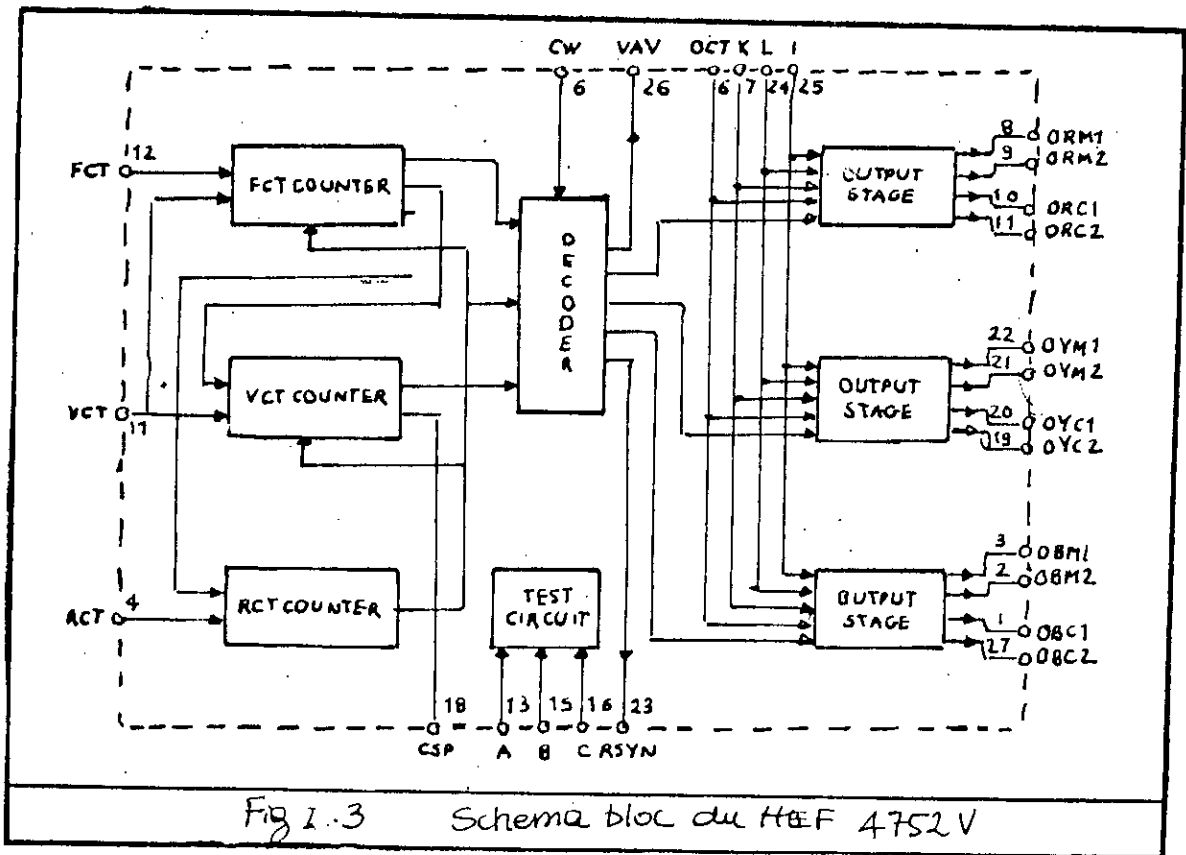 CW VAV OCT K L I
6 26 6 7 24 25
FCT 12
FCT COUNTER
DECODER
OUTPUT
STAGE
8 ORM1
9 ORM2
10 ORC1
11 ORC2
VCT 17
VCT COUNTER
OUTPUT
STAGE
22 OYM1
21 OYM2
20 OYC1
19 OYC2
RCT 4
RCT COUNTER
TEST
CIRCUIT
OUTPUT
STAGE
3 OBM1
2 OBM2
1 OBC1
27 OBC2
18 13 15 16 23
CSP A B C RSYN
Fig I.3 Schema bloc du HEF 4752V